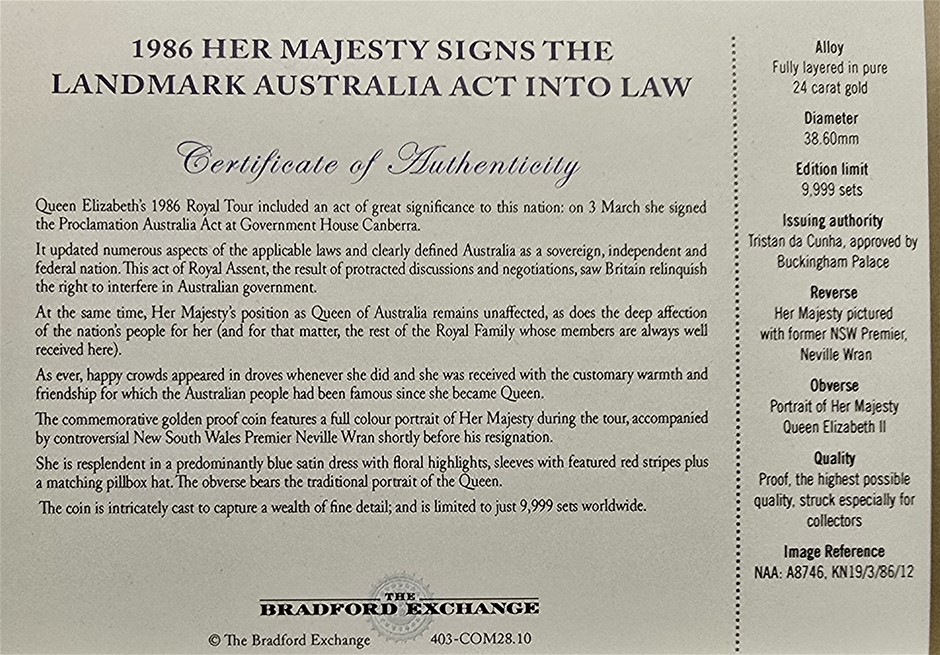 1986 HER MAJESTY SIGNS THE
LANDMARK AUSTRALIA ACT INTO LAW
Certificate of Authenticity
Queen Elizabeth's 1986 Royal Tour included an act of great significance to this nation: on 3 March she signed
the Proclamation Australia Act at Government House Canberra.
It updated numerous aspects of the applicable laws and clearly defined Australia as a sovereign, independent and
federal nation. This act of Royal Assent, the result of protracted discussions and negotiations, saw Britain relinquish
the right to interfere in Australian government.
At the same time, Her Majesty's position as Queen of Australia remains unaffected, as does the deep affection
of the nation's people for her (and for that matter, the rest of the Royal Family whose members are always well
received here).
As ever, happy crowds appeared in droves whenever she did and she was received with the customary warmth and
friendship for which the Australian people had been famous since she became Queen.
The commemorative golden proof coin features a full colour portrait of Her Majesty during the tour, accompanied
by controversial New South Wales Premier Neville Wran shortly before his resignation.
She is resplendent in a predominantly blue satin dress with floral highlights, sleeves with featured red stripes plus
a matching pillbox hat. The obverse bears the traditional portrait of the Queen.
The coin is intricately cast to capture a wealth of fine detail; and is limited to just 9,999 sets worldwide.
THE
BRADFORD EXCHANGE
© The Bradford Exchange 403-COM28.10
Alloy
Fully layered in pure
24 carat gold
Diameter
38.60mm
Edition limit
9,999 sets
Issuing authority
Tristan da Cunha, approved by
Buckingham Palace
Reverse
Her Majesty pictured
with former NSW Premier,
Neville Wran
Obverse
Portrait of Her Majesty
Queen Elizabeth II
Quality
Proof, the highest possible
quality, struck especially for
collectors
Image Reference
NAA: A8746, KN19/3/86/12